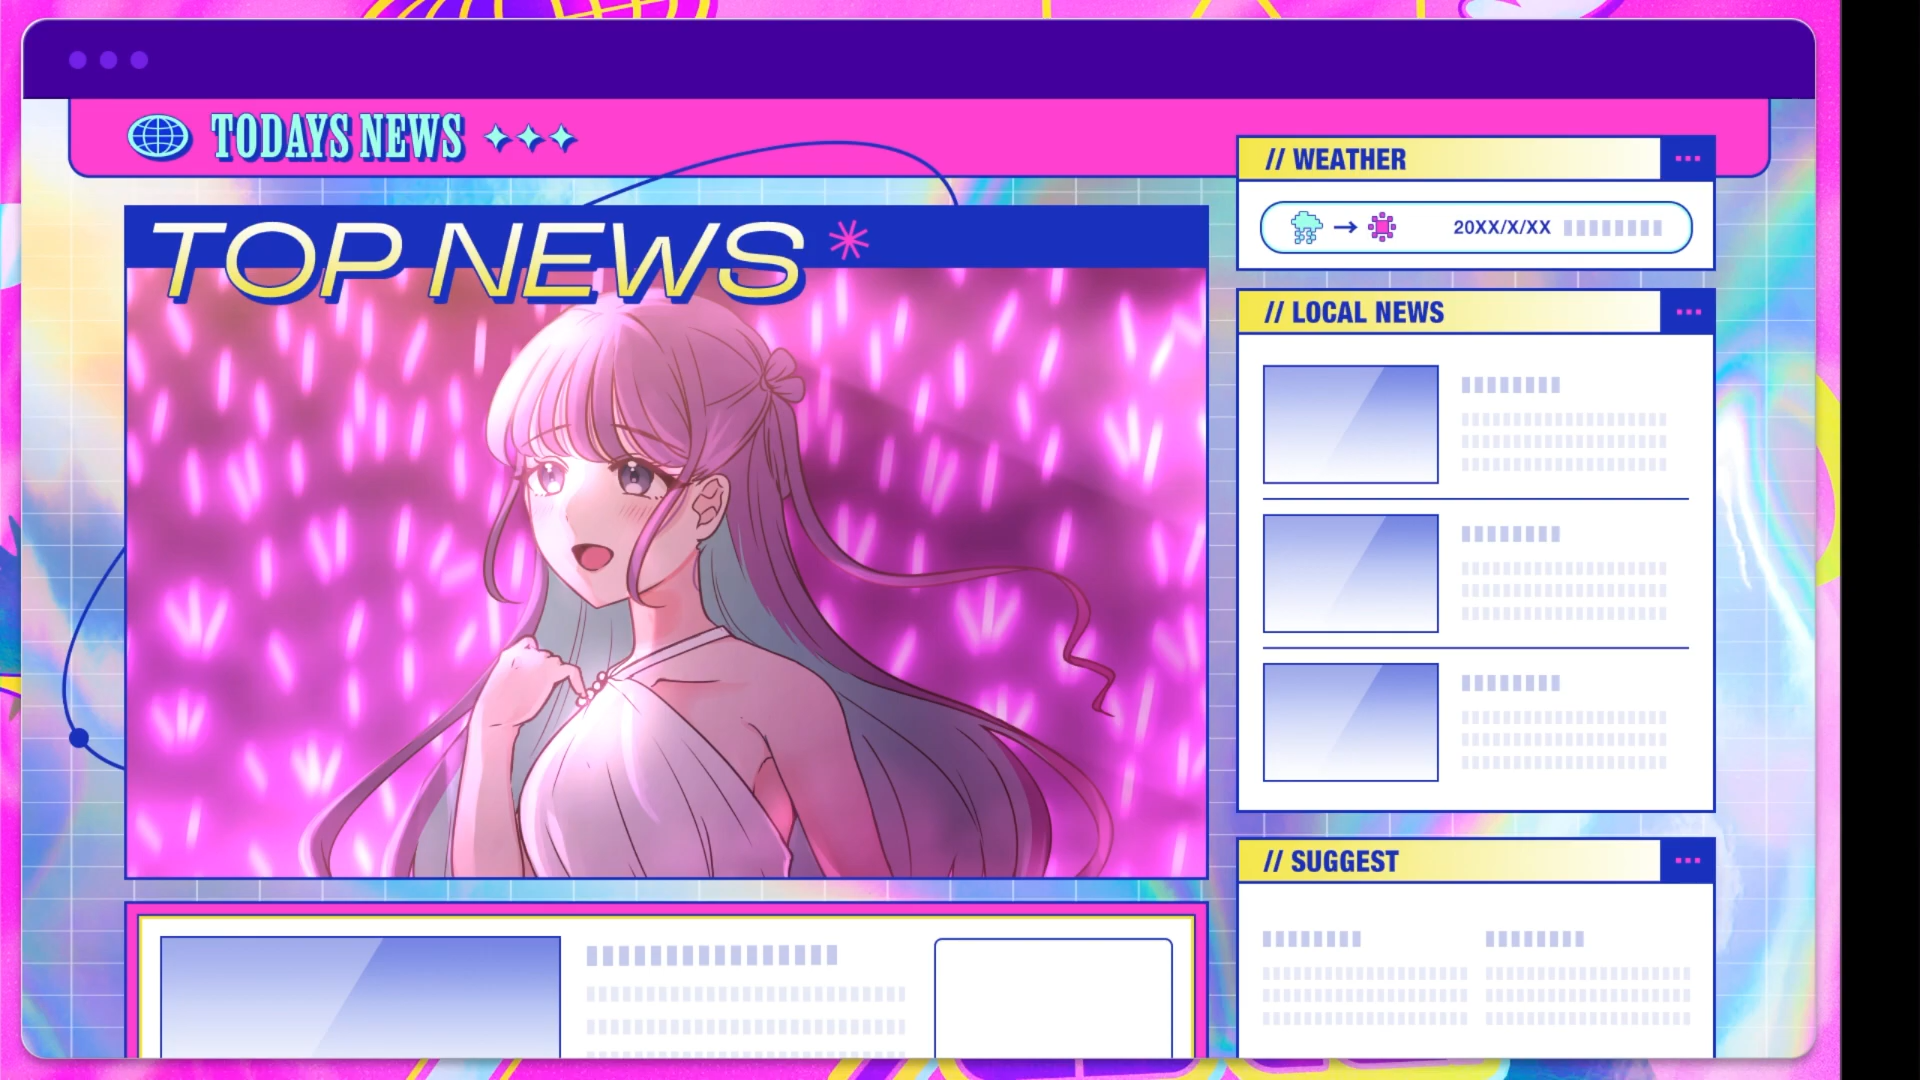 TODAYS NEWS
TOP NEWS
// WEATHER
20XX/X/XX
// LOCAL NEWS
// SUGGEST